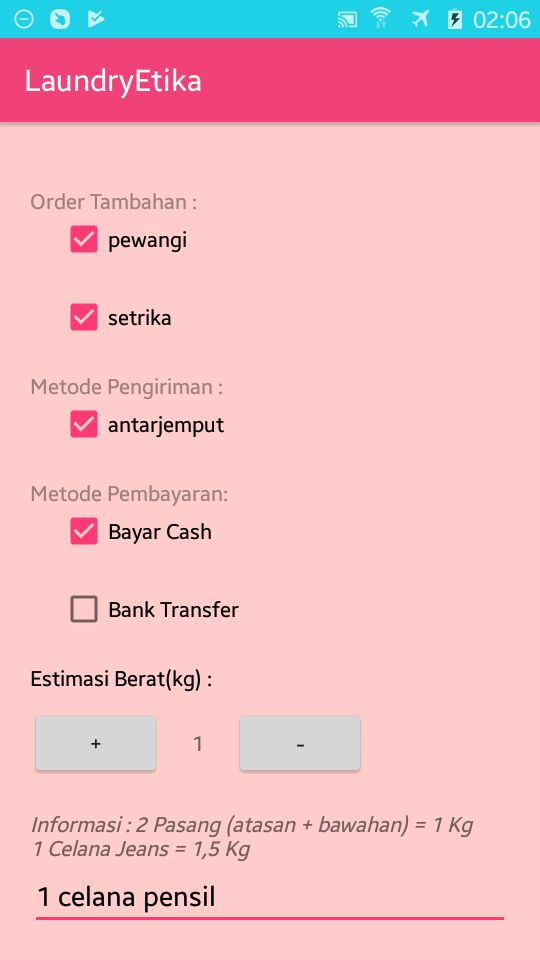 02:06
LaundryEtika
Order Tambahan :
pewangi
setrika
Metode Pengiriman :
antarjemput
Metode Pembayaran:
Bayar Cash
Bank Transfer
Estimasi Berat(kg) :
+ 1 -
Informasi : 2 Pasang (atasan + bawahan) = 1 Kg
1 Celana Jeans = 1,5 Kg
1 celana pensil